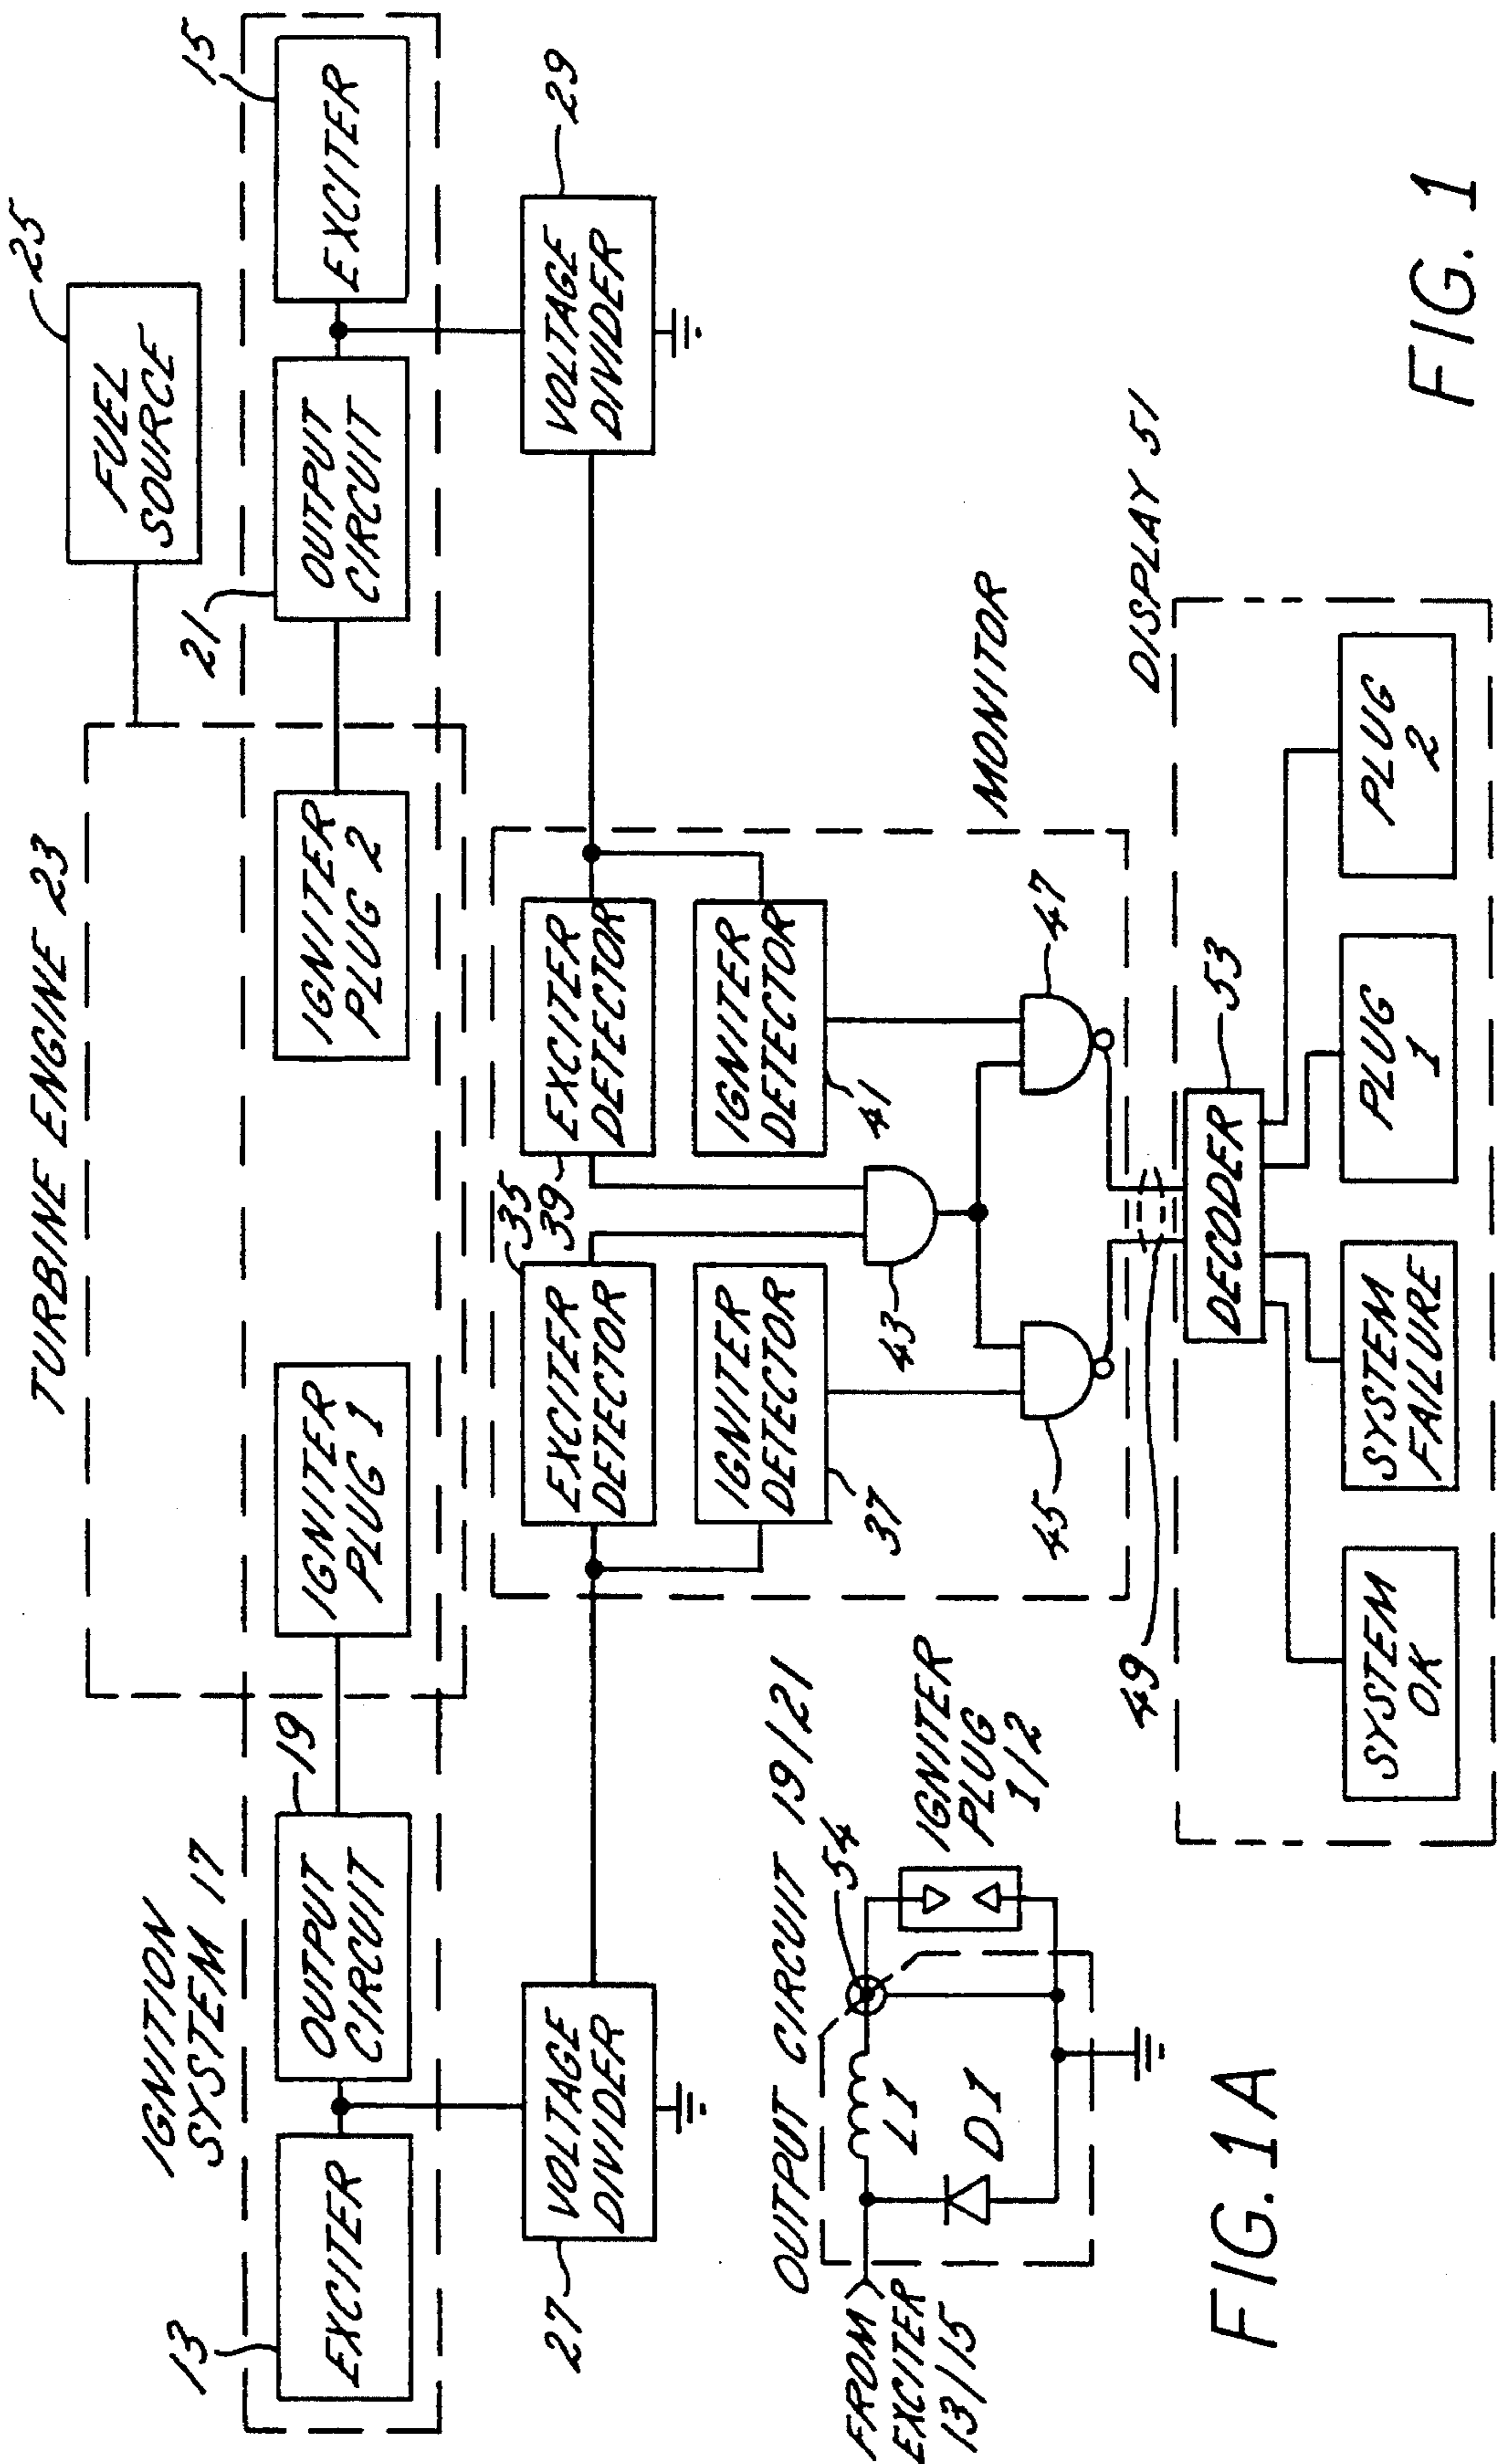 TURBINE ENGINE 23
FUEL
SOURCE
25
IGNITION
SYSTEM 17
13
EXCITER
OUTPUT
CIRCUIT
19
IGNITER
PLUG 1
IGNITER
PLUG 2
21
OUTPUT
CIRCUIT
EXCITER
15
27
VOLTAGE
DIVIDER
VOLTAGE
DIVIDER
29
EXCITER
DETECTOR
35
39
EXCITER
DETECTOR
IGNITER
DETECTOR
37
IGNITER
DETECTOR
41
MONITOR
43
45
47
49
DISPLAY 51
DECODER
53
SYSTEM
OK
SYSTEM
FAILURE
PLUG
1
PLUG
2
FIG. 1
OUTPUT CIRCUIT 19/21
54
FROM
EXCITER
13/15
L1
D1
IGNITER
PLUG
1/2
FIG. 1A